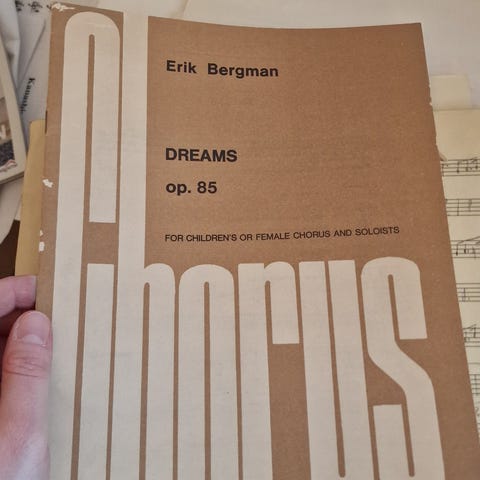 Erik Bergman
DREAMS
op. 85
FOR CHILDREN'S OR FEMALE CHORUS AND SOLOISTS
Chorus